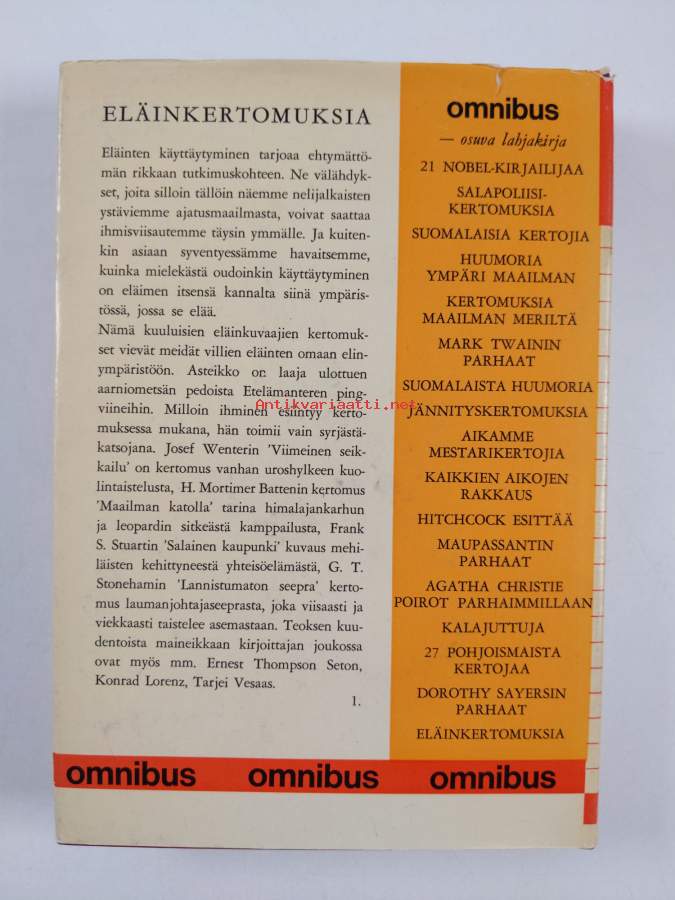 ELÄINKERTOMUKSIA
Eläinten käyttäytyminen tarjoaa ehtymättö-
män rikkaan tutkimuskohteen. Ne välähdyk-
set, joita silloin tällöin näemme nelijalkaisten
ystäviemme ajatusmaailmasta, voivat saattaa
ihmisviisautemme täysin ymmälle. Ja kuiten-
kin asiaan syventyessämme havaitsemme,
kuinka mielekästä oudoinkin käyttäytyminen
on eläimen itsensä kannalta siinä ympäris-
tössä, jossa se elää.
Nämä kuuluisien eläinkuvaajien kertomuk-
set vievät meidät villien eläinten omaan elin-
ympäristöön. Asteikko on laaja ulottuen
aarniometsän pedoista Etelämanteren ping-
viineihin. Milloin ihminen esiintyy kerto-
muksessa mukana, hän toimii vain syrjästä-
katsojana. Josef Wenterin 'Viimeinen seik-
kailu' on kertomus vanhan uroshylkeen kuo-
lintaistelusta, H. Mortimer Battenin kertomus
'Maailman katolla' tarina himalajankarhun
ja leopardin sitkeästä kamppailusta, Frank
S. Stuartin 'Salainen kaupunki' kuvaus mehi-
läisten kehittyneestä yhteisöelämästä, G. T.
Stonehamin 'Lannistumaton seepra' kerto-
mus laumanjohtajaseeprasta, joka viisaasti ja
viekkaasti taistelee asemastaan. Teoksen kuu-
dentoista maineikkaan kirjoittajan joukossa
ovat myös mm. Ernest Thompson Seton,
Konrad Lorenz, Tarjei Vesaas.
1.
omnibus
— osuva lahjakirja
21 NOBEL-KIRJAILIJAA
SALAPOLIISI-
KERTOMUKSIA
SUOMALAISIA KERTOJIA
HUUMORIA
YMPÄRI MAAILMAN
KERTOMUKSIA
MAAILMAN MERILTÄ
MARK TWAININ
PARHAAT
SUOMALAISTA HUUMORIA
JÄNNITYSKERTOMUKSIA
AIKAMME
MESTARIKERTOJIA
KAIKKIEN AIKOJEN
RAKKAUS
HITCHCOCK ESITTÄÄ
MAUPASSANTIN
PARHAAT
AGATHA CHRISTIE
POIROT PARHAIMMILLAAN
KALAJUTTUJA
27 POHJOISMAISTA
KERTOJAA
DOROTHY SAYERSIN
PARHAAT
ELÄINKERTOMUKSIA
omnibus omnibus omnibus
Antikvariaatti.net